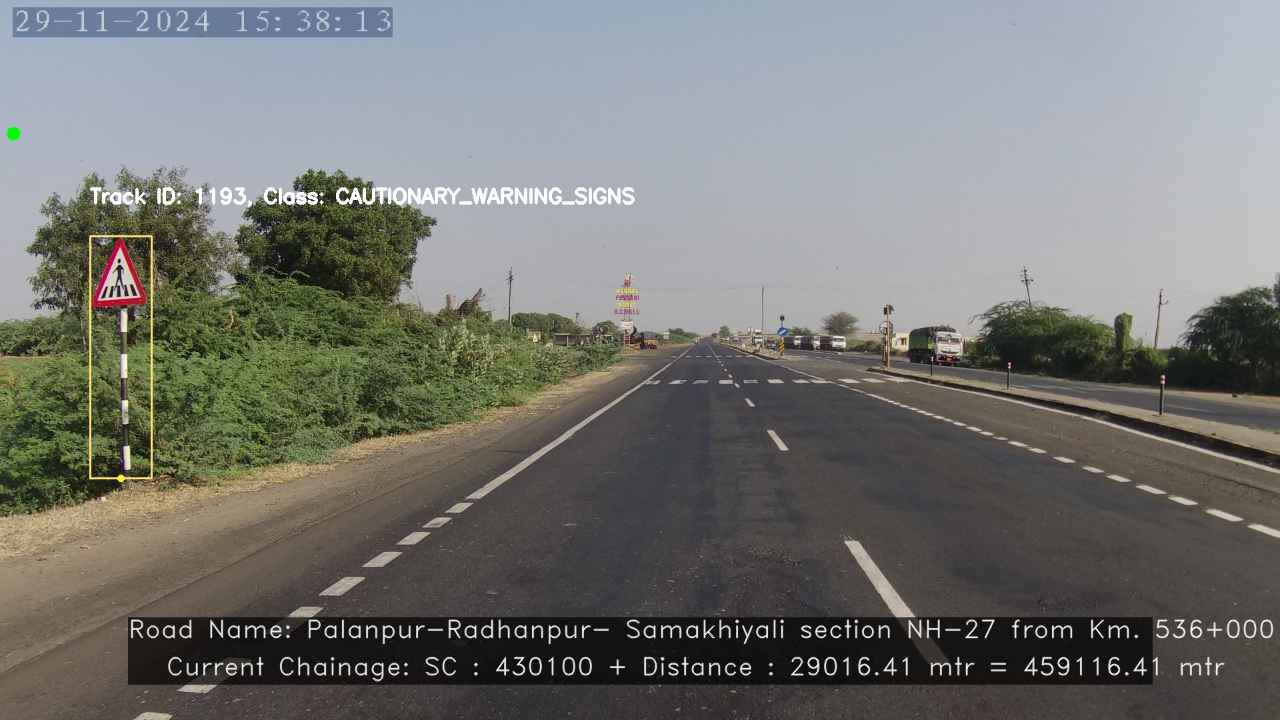 29-11-2024 15:38:13
Track ID: 1193, Class: CAUTIONARY_WARNING_SIGNS
Road Name: Palanpur-Radhanpur- Samakhiyali section NH-27 from Km. 536+000
Current Chainage: SC : 430100 + Distance : 29016.41 mtr = 459116.41 mtr